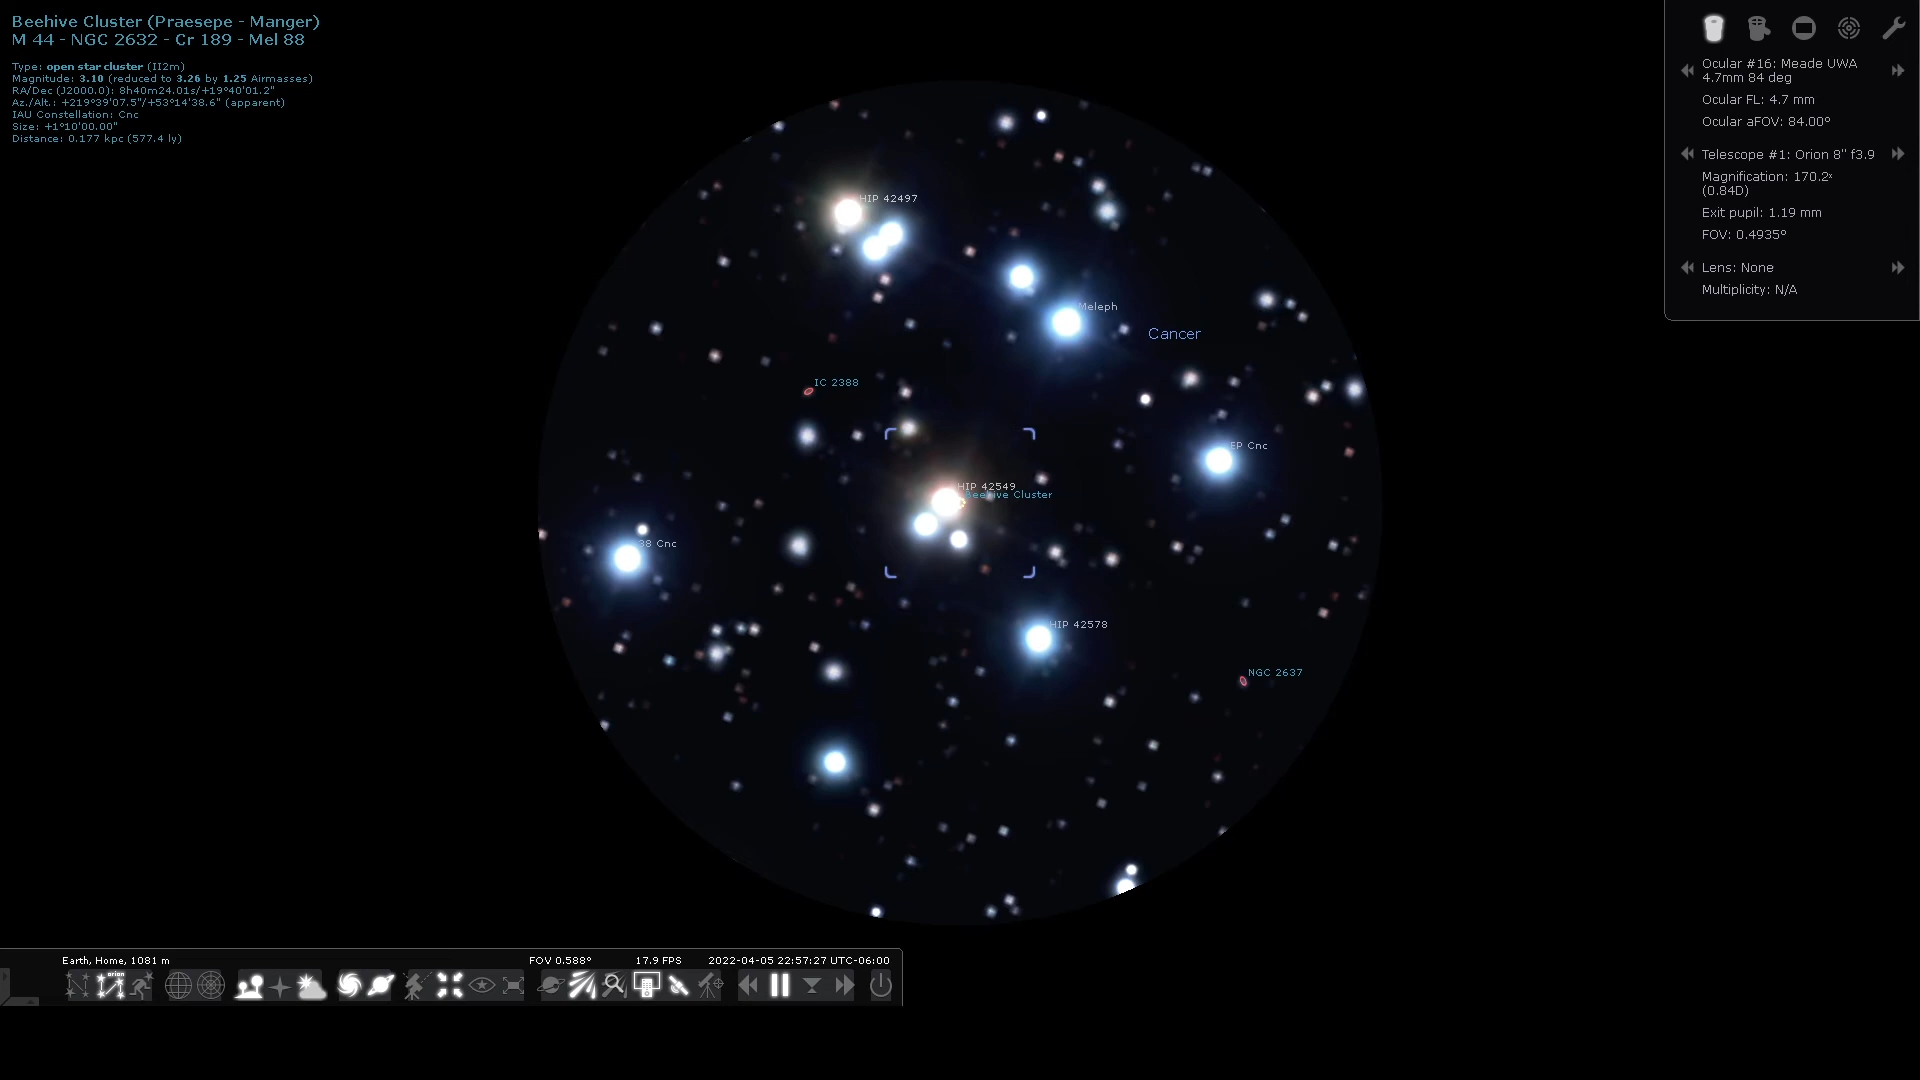 Beehive Cluster (Praesepe - Manger)
M 44 - NGC 2632 - Cr 189 - Mel 88
Type: open star cluster (II2m)
Magnitude: 3.10 (reduced to 3.26 by 1.25 Airmasses)
RA/Dec (J2000.0): 8h40m24.01s/+19°40'01.2"
Az./Alt.: +219°39'07.5"/+53°14'38.6" (apparent)
IAU Constellation: Cnc
Size: +1°10'00.00"
Distance: 0.177 kpc (577.4 ly)
Ocular #16: Meade UWA
4.7mm 84 deg
Ocular FL: 4.7 mm
Ocular aFOV: 84.00°
Telescope #1: Orion 8" f3.9
Magnification: 170.2×
(0.84D)
Exit pupil: 1.19 mm
FOV: 0.4935°
Lens: None
Multiplicity: N/A
HIP 42497
Meleph
Cancer
IC 2388
EP Cnc
HIP 42549
Beehive Cluster
38 Cnc
HIP 42578
NGC 2637
Earth, Home, 1081 m
FOV 0.588°
17.9 FPS
2022-04-05 22:57:27 UTC-06:00
orion